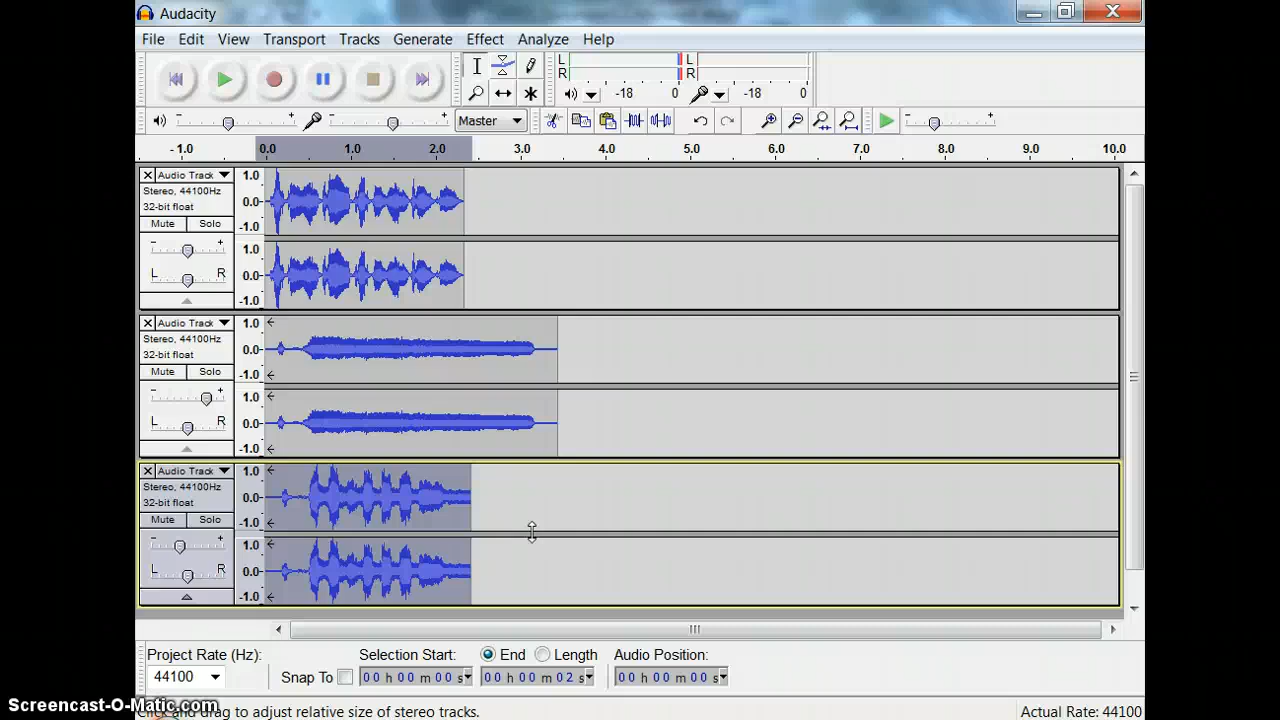 Audacity
File Edit View Transport Tracks Generate Effect Analyze Help
L L
R R
-18 0 -18 0
Master
- 1.0 0.0 1.0 2.0 3.0 4.0 5.0 6.0 7.0 8.0 9.0 10.0
Audio Track 1.0
Stereo, 44100Hz
32-bit float 0.0
Mute Solo -1.0
- + 1.0
L R 0.0
-1.0
Audio Track 1.0
Stereo, 44100Hz
32-bit float 0.0
Mute Solo -1.0
- + 1.0
L R 0.0
-1.0
Audio Track 1.0
Stereo, 44100Hz
32-bit float 0.0
Mute Solo -1.0
- + 1.0
L R 0.0
-1.0
Project Rate (Hz): Selection Start: End Length Audio Position:
44100 Snap To 00 h 00 m 00 s 00 h 00 m 02 s 00 h 00 m 00 s
Screencast-O-Matic.com
Click and drag to adjust relative size of stereo tracks. Actual Rate: 44100